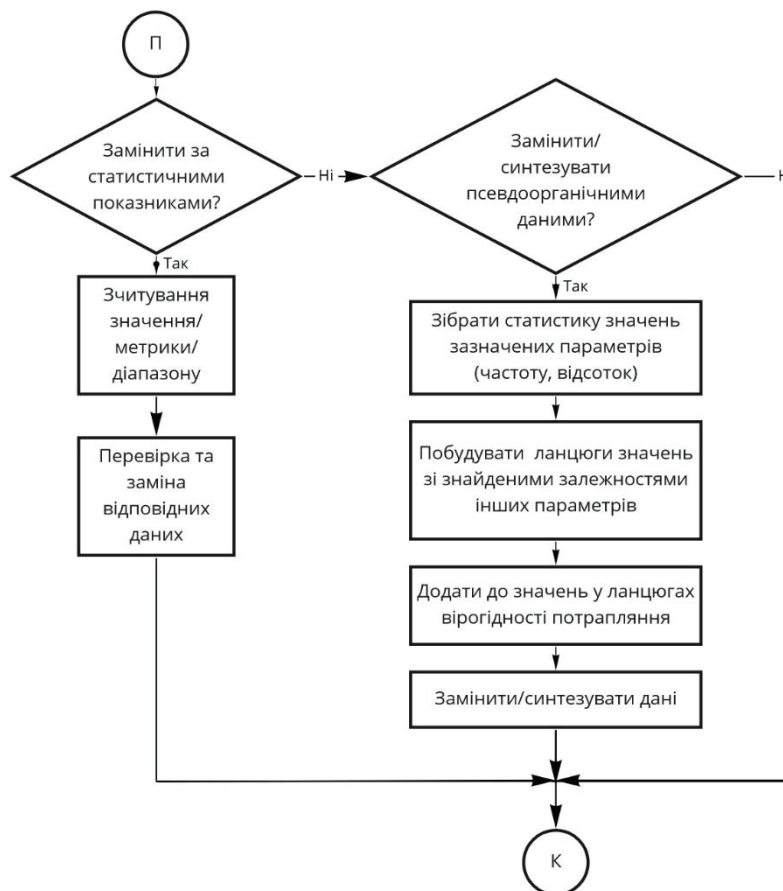 П
Замінити за
статистичними
показниками?
Ні
Замінити/
синтезувати
псевдоорганічними
даними?
Так
Зчитування
значення/
метрики/
діапазону
Перевірка та
заміна
відповідних
даних
Так
Зібрати статистику значень
зазначених параметрів
(частоту, відсоток)
Побудувати ланцюги значень
зі знайденими залежностями
інших параметрів
Додати до значень у ланцюгах
вірогідності потрапляння
Замінити/синтезувати дані
К